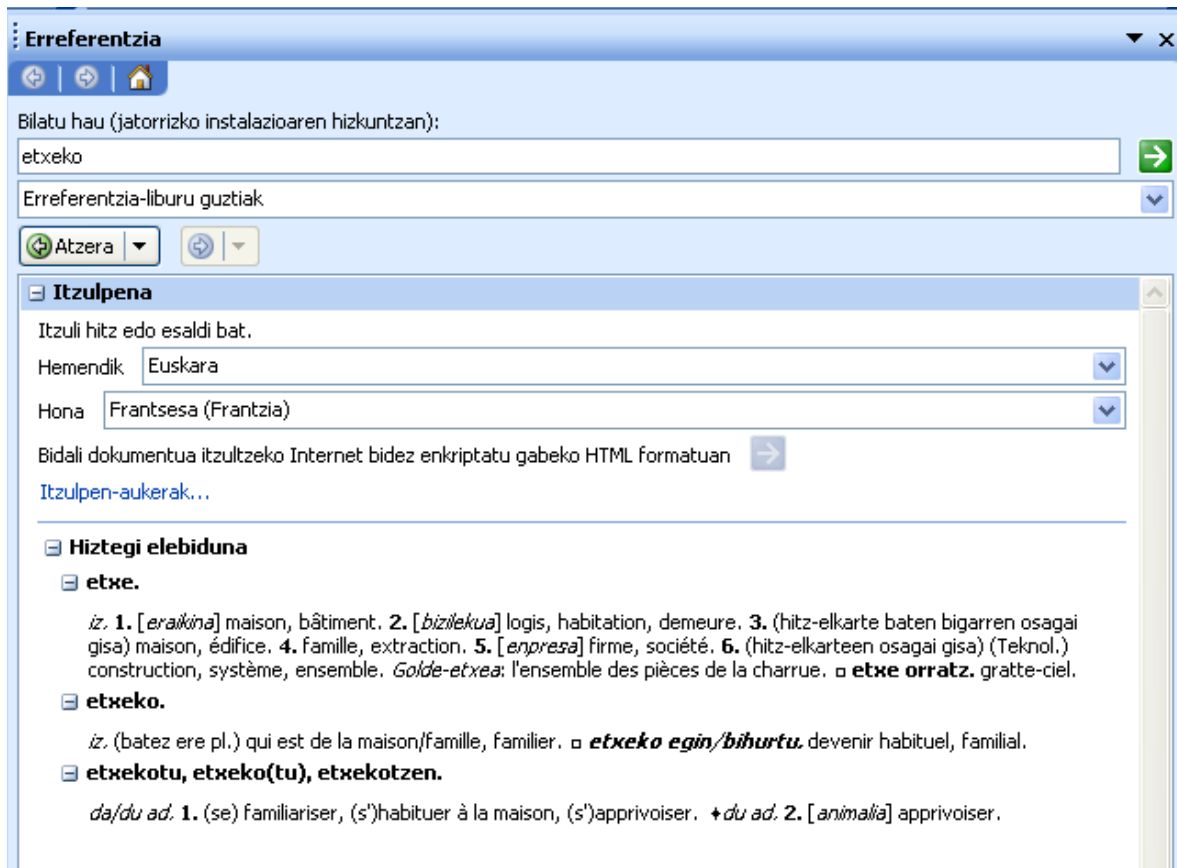 Erreferentzia
Bilatu hau (jatorrizko instalazioaren hizkuntzan):
etxeko
Erreferentzia-liburu guztiak
Atzera
Itzulpena
Itzuli hitz edo esaldi bat.
Hemendik Euskara
Hona Frantsesa (Frantzia)
Bidali dokumentua itzultzeko Internet bidez enkriptatu gabeko HTML formatuan
Itzulpen-aukerak...
Hiztegi elebiduna
etxe.
iz. 1. [eraikina] maison, bâtiment. 2. [bizilekua] logis, habitation, demeure. 3. (hitz-elkarte baten bigarren osagai
gisa) maison, édifice. 4. famille, extraction. 5. [enpresa] firme, société. 6. (hitz-elkarteen osagai gisa) (Teknol.)
construction, système, ensemble. Golde-etxea: l'ensemble des pièces de la charrue. ¤ etxe orratz. gratte-ciel.
etxeko.
iz. (batez ere pl.) qui est de la maison/famille, familier. ¤ etxeko egin/bihurtu. devenir habituel, familial.
etxekotu, etxeko(tu), etxekotzen.
da/du ad. 1. (se) familiariser, (s')habituer à la maison, (s')apprivoiser. ♦du ad. 2. [animalia] apprivoiser.